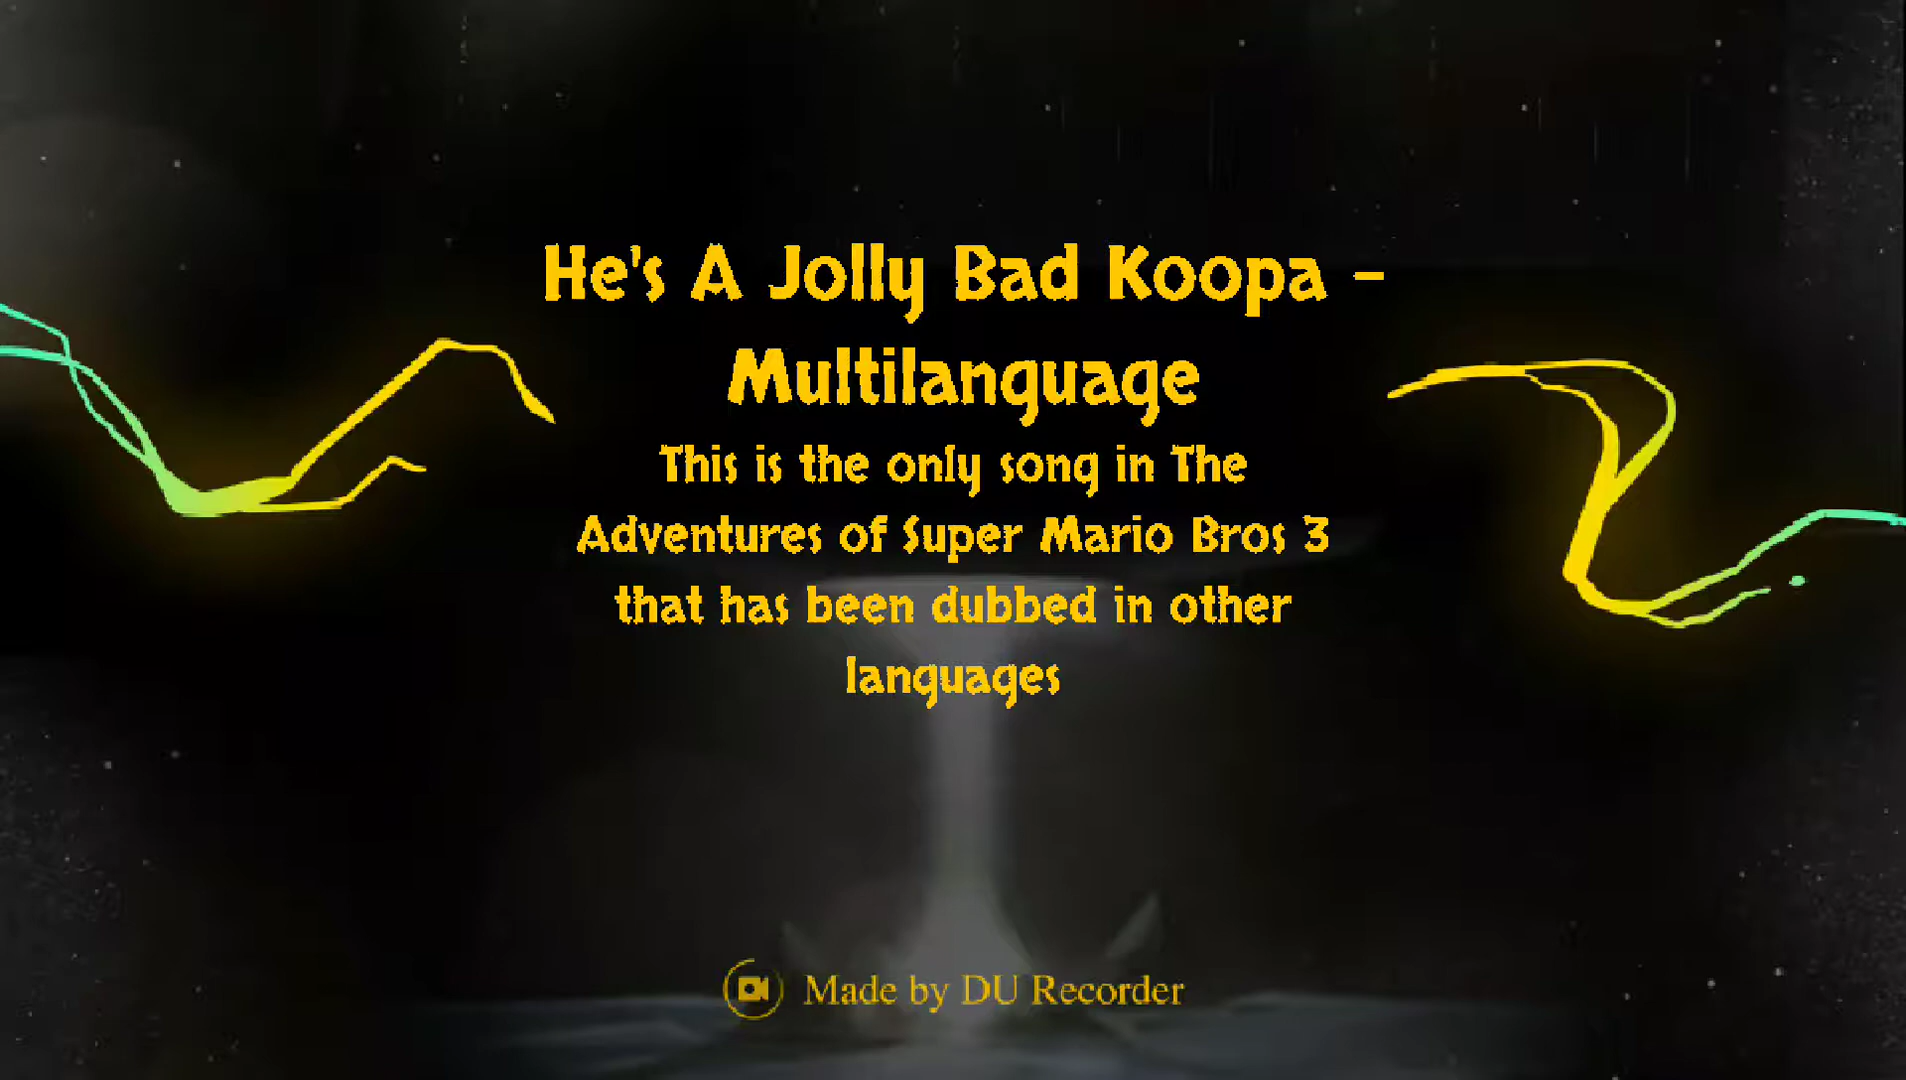 He's A Jolly Bad Koopa -
Multilanguage
This is the only song in The
Adventures of Super Mario Bros 3
that has been dubbed in other
languages
Made by DU Recorder